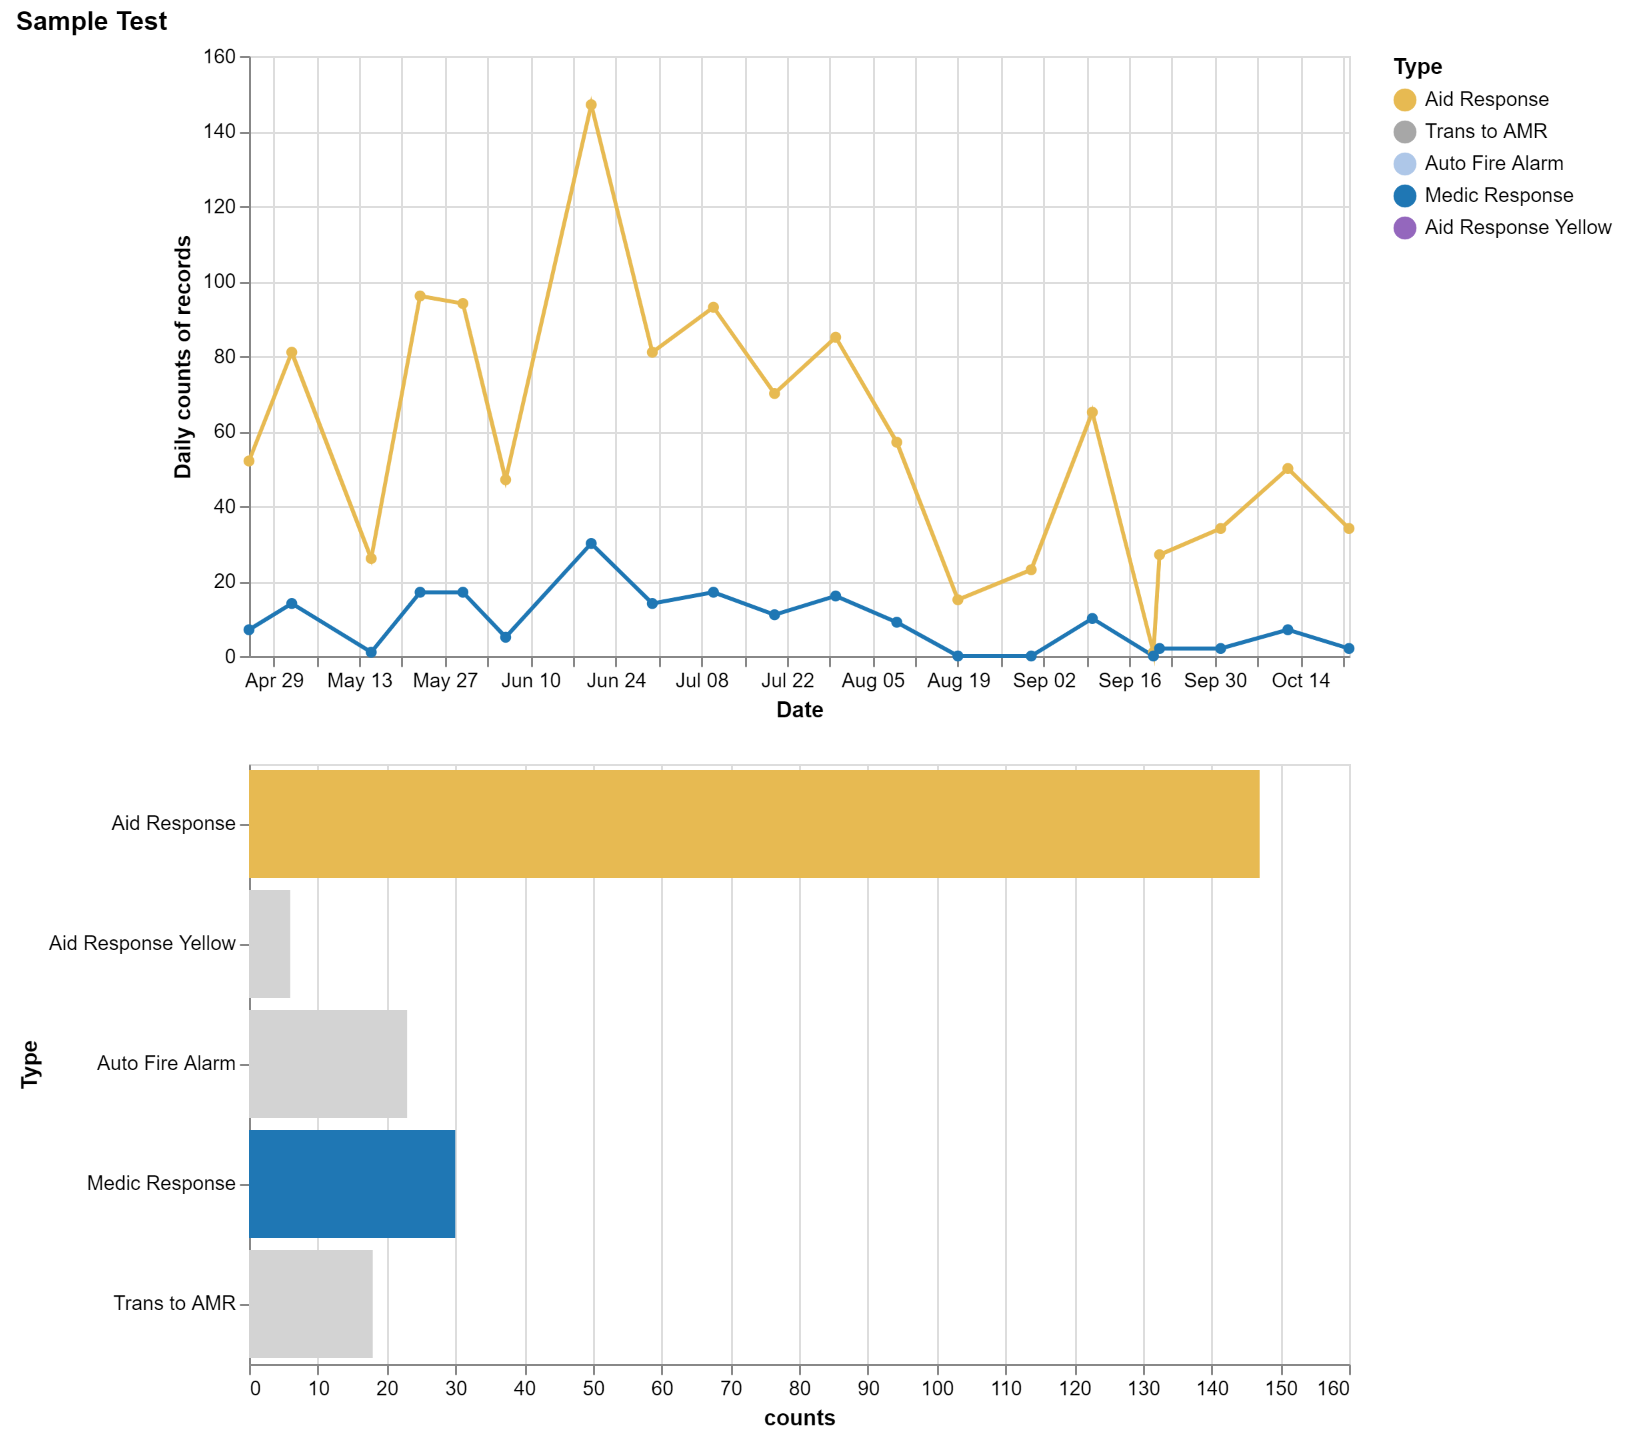 Sample Test
160
140
120
100
80
60
40
20
0
Daily counts of records
Apr 29 May 13 May 27 Jun 10 Jun 24 Jul 08 Jul 22 Aug 05 Aug 19 Sep 02 Sep 16 Sep 30 Oct 14
Date
Type
Aid Response
Trans to AMR
Auto Fire Alarm
Medic Response
Aid Response Yellow
Type
Aid Response
Aid Response Yellow
Auto Fire Alarm
Medic Response
Trans to AMR
0 10 20 30 40 50 60 70 80 90 100 110 120 130 140 150 160
counts